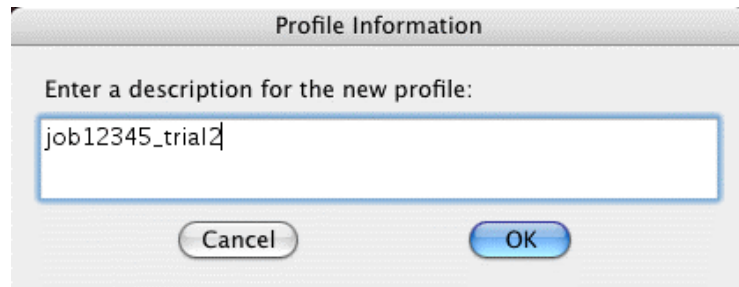 Profile Information
Enter a description for the new profile:
job12345_trial2
Cancel OK